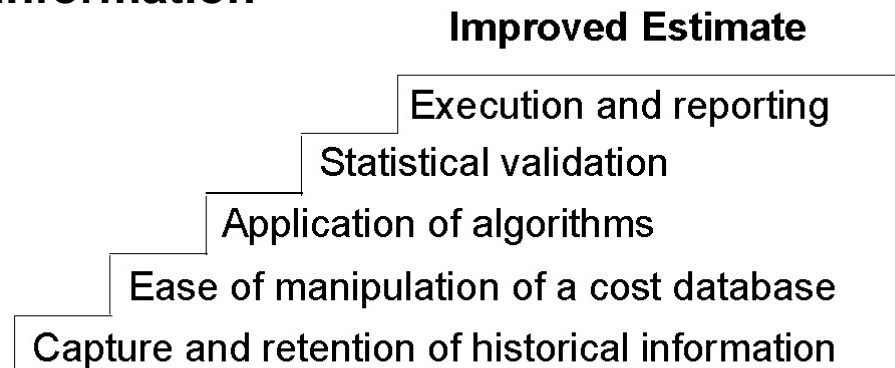 Improved Estimate
Execution and reporting
Statistical validation
Application of algorithms
Ease of manipulation of a cost database
Capture and retention of historical information